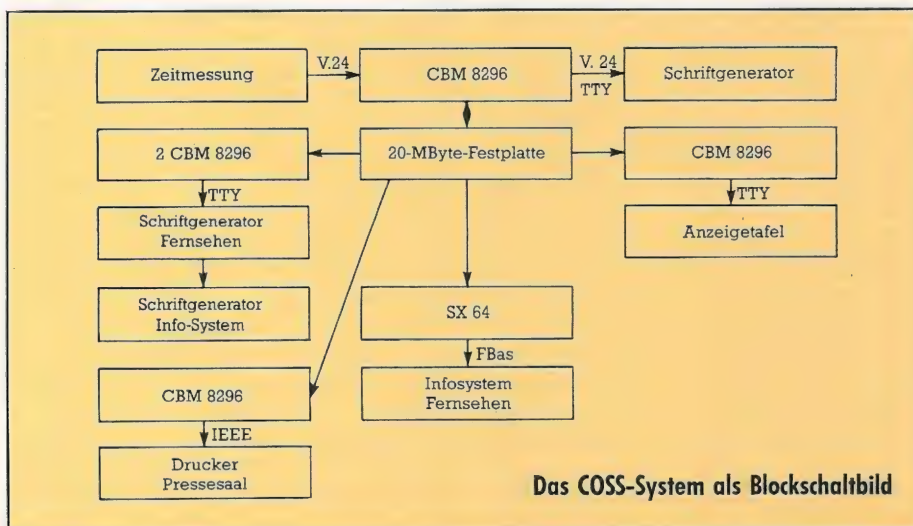 Zeitmessung
V.24
CBM 8296
V. 24
TTY
Schriftgenerator
2 CBM 8296
20-MByte-Festplatte
CBM 8296
TTY
TTY
Schriftgenerator
Fernsehen
Anzeigetafel
Schriftgenerator
Info-System
SX 64
FBas
CBM 8296
Infosystem
Fernsehen
IEEE
Drucker
Pressesaal
Das COSS-System als Blockschaltbild